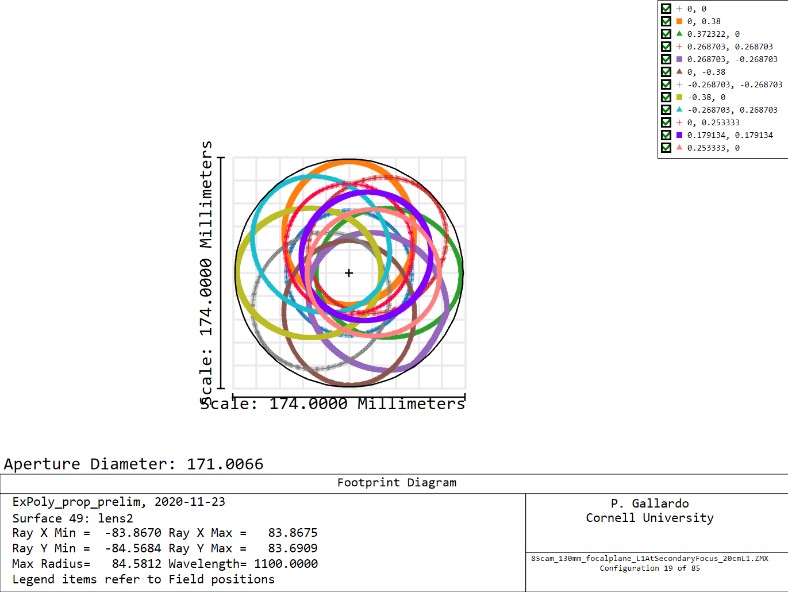 0, 0
0, 0.38
0.372322, 0
0.268703, 0.268703
0.268703, -0.268703
0, -0.38
-0.268703, -0.268703
-0.38, 0
-0.268703, 0.268703
0, 0.253333
0.179134, 0.179134
0.253333, 0
Scale: 174.0000 Millimeters
Scale: 174.0000 Millimeters
Aperture Diameter: 171.0066
Footprint Diagram
ExPoly_prop_prelim, 2020-11-23
Surface 49: lens2
Ray X Min = -83.8670 Ray X Max = 83.8675
Ray Y Min = -84.5684 Ray Y Max = 83.6909
Max Radius= 84.5812 Wavelength= 1100.0000
Legend items refer to Field positions
P. Gallardo
Cornell University
85cam_130mm_focalplane_L1AtSecondaryFocus_20cmL1.ZMX
Configuration 19 of 85